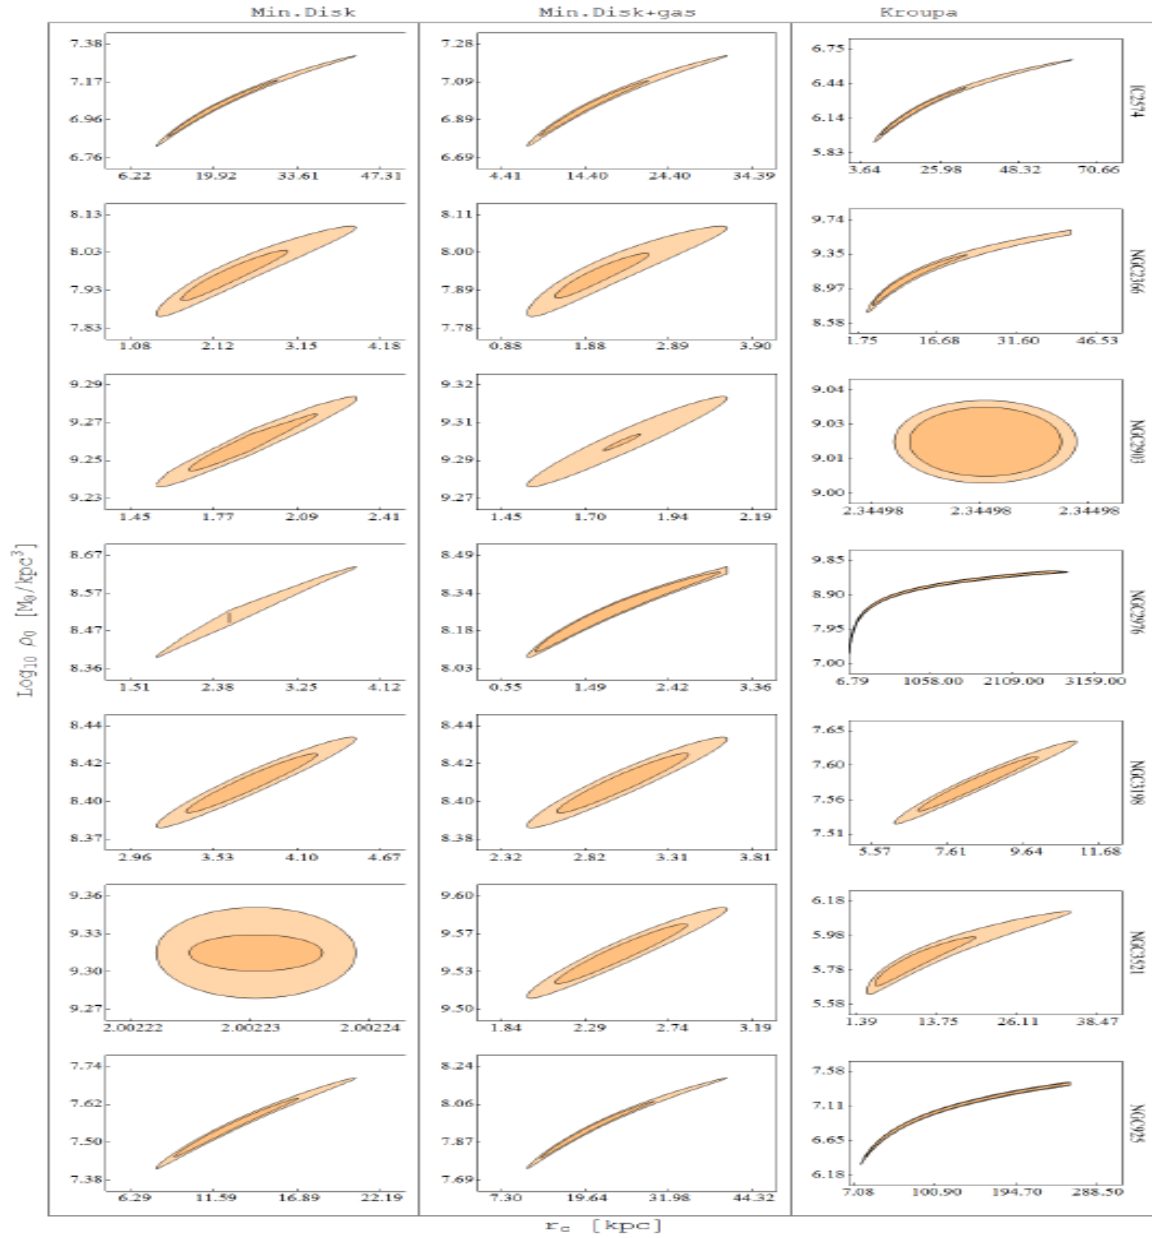 Min.Disk Min.Disk+gas Kroupa
7.38 7.28 6.75
7.17 7.09 6.44
6.96 6.89 6.14
6.76 6.69 5.83
6.22 19.92 33.61 47.31 4.41 14.40 24.40 34.39 3.64 25.98 48.32 70.66
IC2574
8.13 8.11 9.74
8.03 8.00 9.35
7.93 7.89 8.97
7.83 7.78 8.58
1.08 2.12 3.15 4.18 0.88 1.88 2.89 3.90 1.75 16.68 31.60 46.53
NGC2366
9.29 9.32 9.04
9.27 9.31 9.03
9.25 9.29 9.01
9.23 9.27 9.00
1.45 1.77 2.09 2.41 1.45 1.70 1.94 2.19 2.34498 2.34498 2.34498
NGC2903
8.67 8.49 9.85
8.57 8.34 8.90
8.47 8.18 7.95
8.36 8.03 7.00
1.51 2.38 3.25 4.12 0.55 1.49 2.42 3.36 6.79 1058.00 2109.00 3159.00
NGC2976
8.44 8.44 7.65
8.42 8.42 7.60
8.40 8.40 7.56
8.37 8.38 7.51
2.96 3.53 4.10 4.67 2.32 2.82 3.31 3.81 5.57 7.61 9.64 11.68
NGC3198
9.36 9.60 6.18
9.33 9.57 5.98
9.30 9.53 5.78
9.27 9.50 5.58
2.00222 2.00223 2.00224 1.84 2.29 2.74 3.19 1.39 13.75 26.11 38.47
NGC3521
7.74 8.24 7.58
7.62 8.06 7.11
7.50 7.87 6.65
7.38 7.69 6.18
6.29 11.59 16.89 22.19 7.30 19.64 31.98 44.32 7.08 100.90 194.70 288.50
NGC925
Log₁₀ ρ₀ [M₀/kpc³]
r_c [kpc]